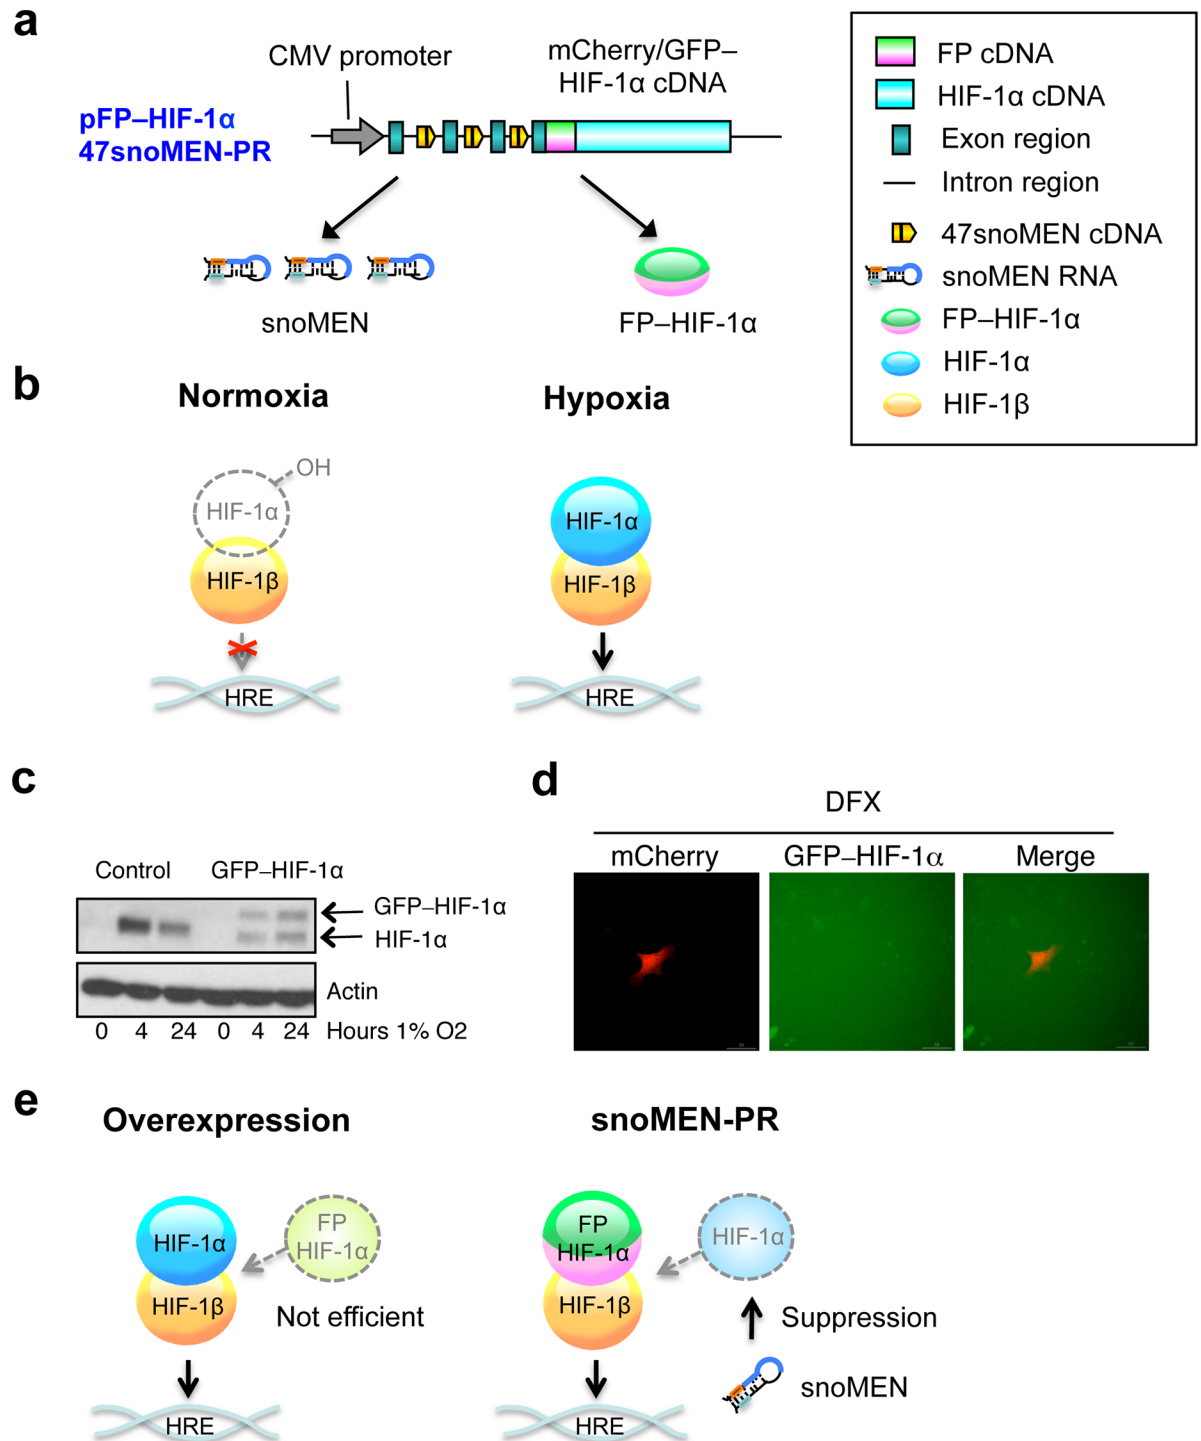 a
CMV promoter
mCherry/GFP–
HIF-1α cDNA
pFP–HIF-1α
47snoMEN-PR
snoMEN
FP–HIF-1α
FP cDNA
HIF-1α cDNA
Exon region
Intron region
47snoMEN cDNA
snoMEN RNA
FP–HIF-1α
HIF-1α
HIF-1β
b
Normoxia
Hypoxia
OH
HIF-1α
HIF-1β
HRE
HIF-1α
HIF-1β
HRE
c
Control
GFP–HIF-1α
GFP–HIF-1α
HIF-1α
Actin
0 4 24 0 4 24 Hours 1% O2
d
DFX
mCherry
GFP–HIF-1α
Merge
e
Overexpression
snoMEN-PR
HIF-1α
FP
HIF-1α
HIF-1β
Not efficient
HRE
FP
HIF-1α
HIF-1α
HIF-1β
Suppression
snoMEN
HRE